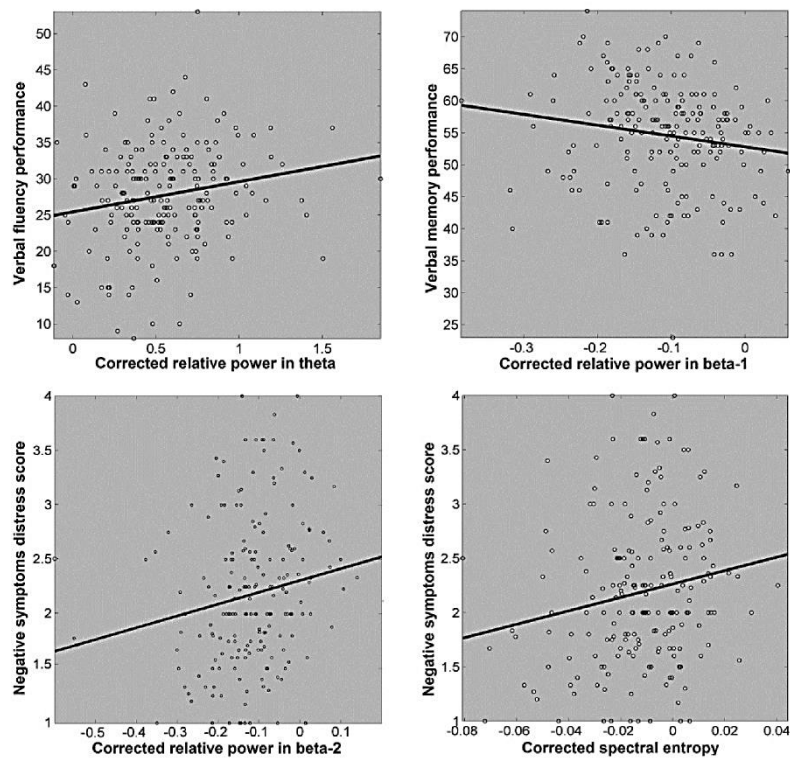 Verbal fluency performance
50
45
40
35
30
25
20
15
10
0 0.5 1 1.5
Corrected relative power in theta
Verbal memory performance
70
65
60
55
50
45
40
35
30
25
-0.3 -0.2 -0.1 0
Corrected relative power in beta-1
Negative symptoms distress score
4
3.5
3
2.5
2
1.5
1
-0.5 -0.4 -0.3 -0.2 -0.1 0 0.1
Corrected relative power in beta-2
Negative symptoms distress score
4
3.5
3
2.5
2
1.5
1
-0.08 -0.06 -0.04 -0.02 0 0.02 0.04
Corrected spectral entropy